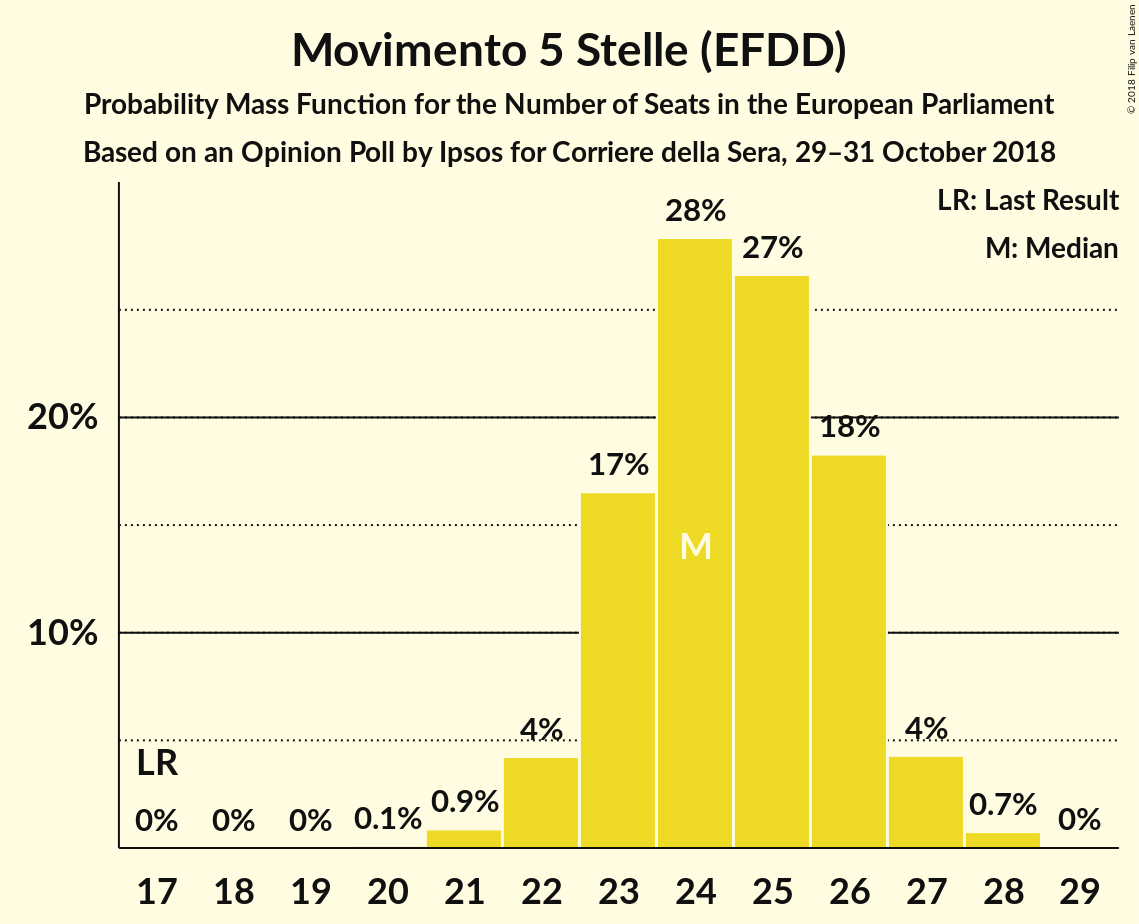 Movimento 5 Stelle (EFDD)
Probability Mass Function for the Number of Seats in the European Parliament
Based on an Opinion Poll by Ipsos for Corriere della Sera, 29–31 October 2018
© 2018 Filip van Laenen
LR: Last Result
M: Median
28%
27%
20%
18%
17%
M
10%
4%
4%
LR
0%
0%
0%
0.1%
0.9%
0.7%
0%
17 18 19 20 21 22 23 24 25 26 27 28 29